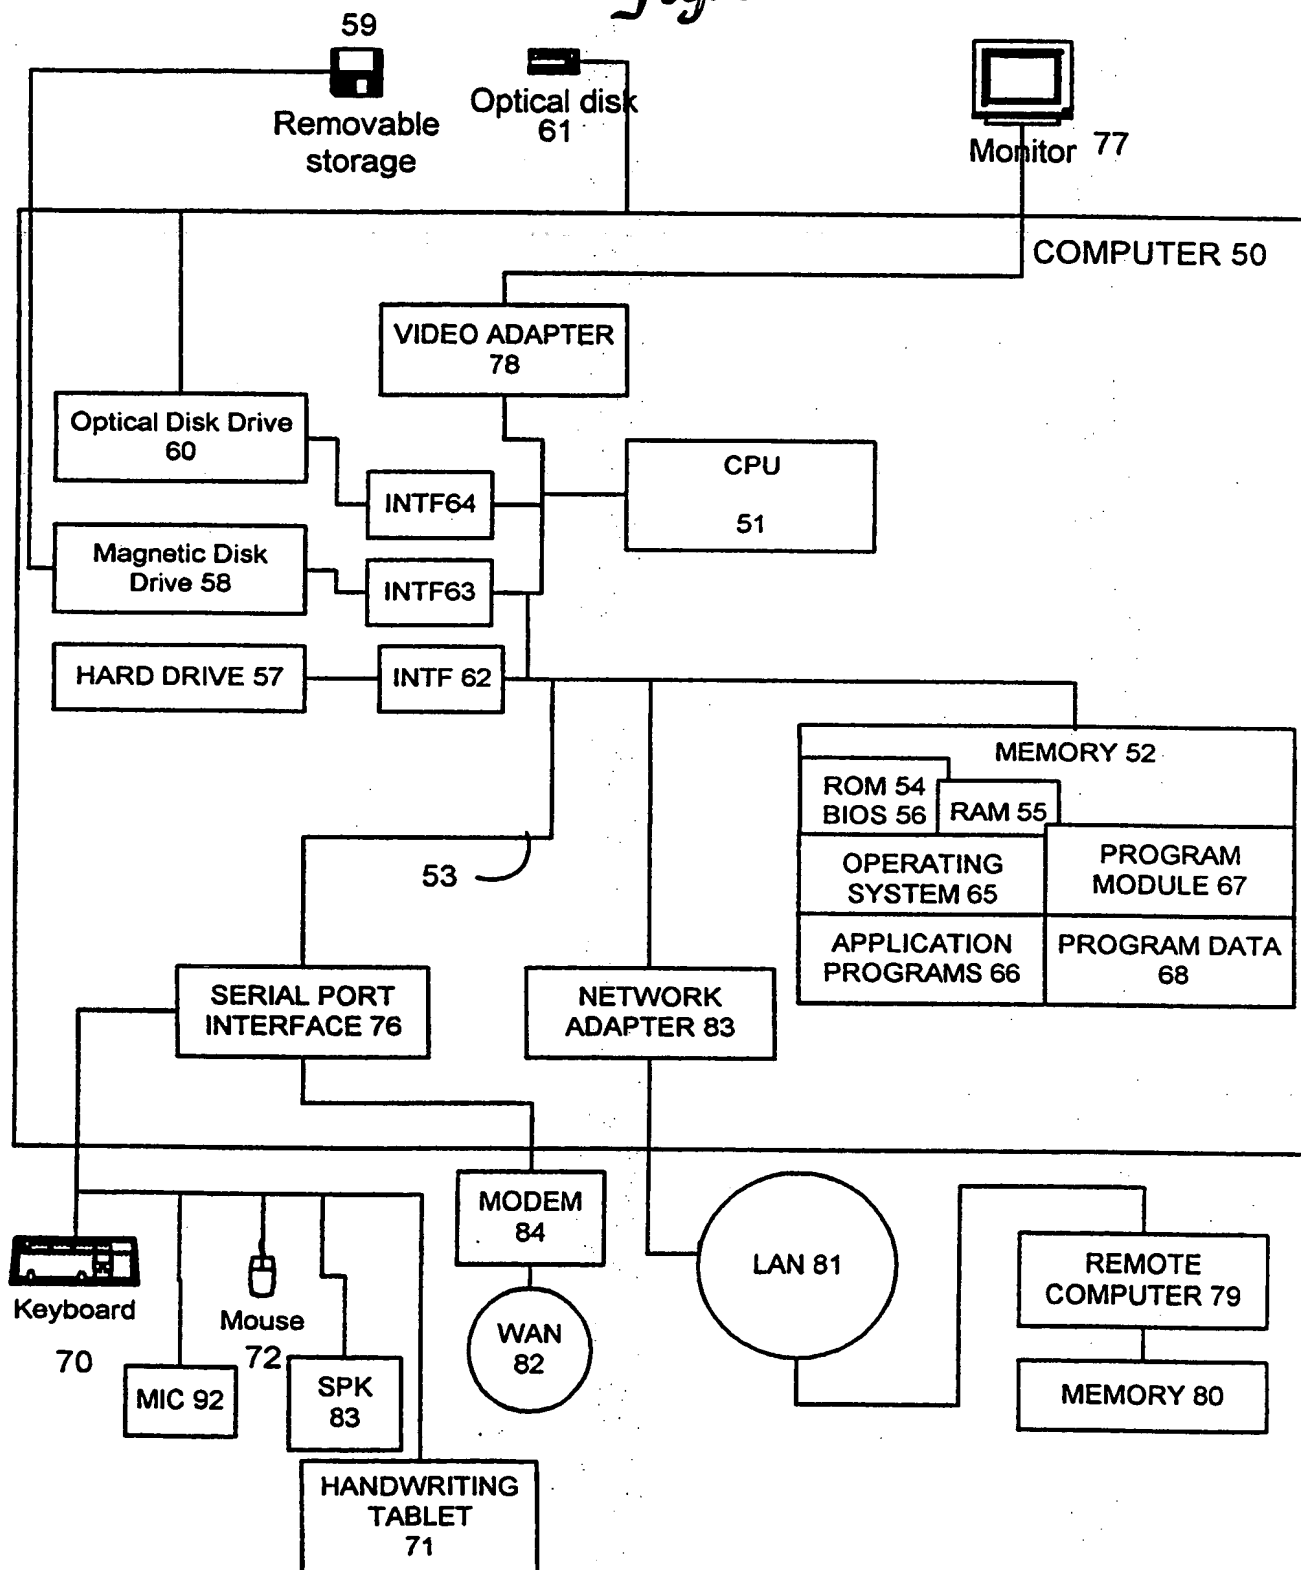 59
Removable
storage
Optical disk
61
Monitor 77
COMPUTER 50
VIDEO ADAPTER
78
Optical Disk Drive
60
INTF64
CPU
51
Magnetic Disk
Drive 58
INTF63
HARD DRIVE 57
INTF 62
MEMORY 52
ROM 54
BIOS 56
RAM 55
OPERATING
SYSTEM 65
PROGRAM
MODULE 67
APPLICATION
PROGRAMS 66
PROGRAM DATA
68
53
SERIAL PORT
INTERFACE 76
NETWORK
ADAPTER 83
MODEM
84
LAN 81
REMOTE
COMPUTER 79
MEMORY 80
WAN
82
Keyboard
70
Mouse
72
MIC 92
SPK
83
HANDWRITING
TABLET
71